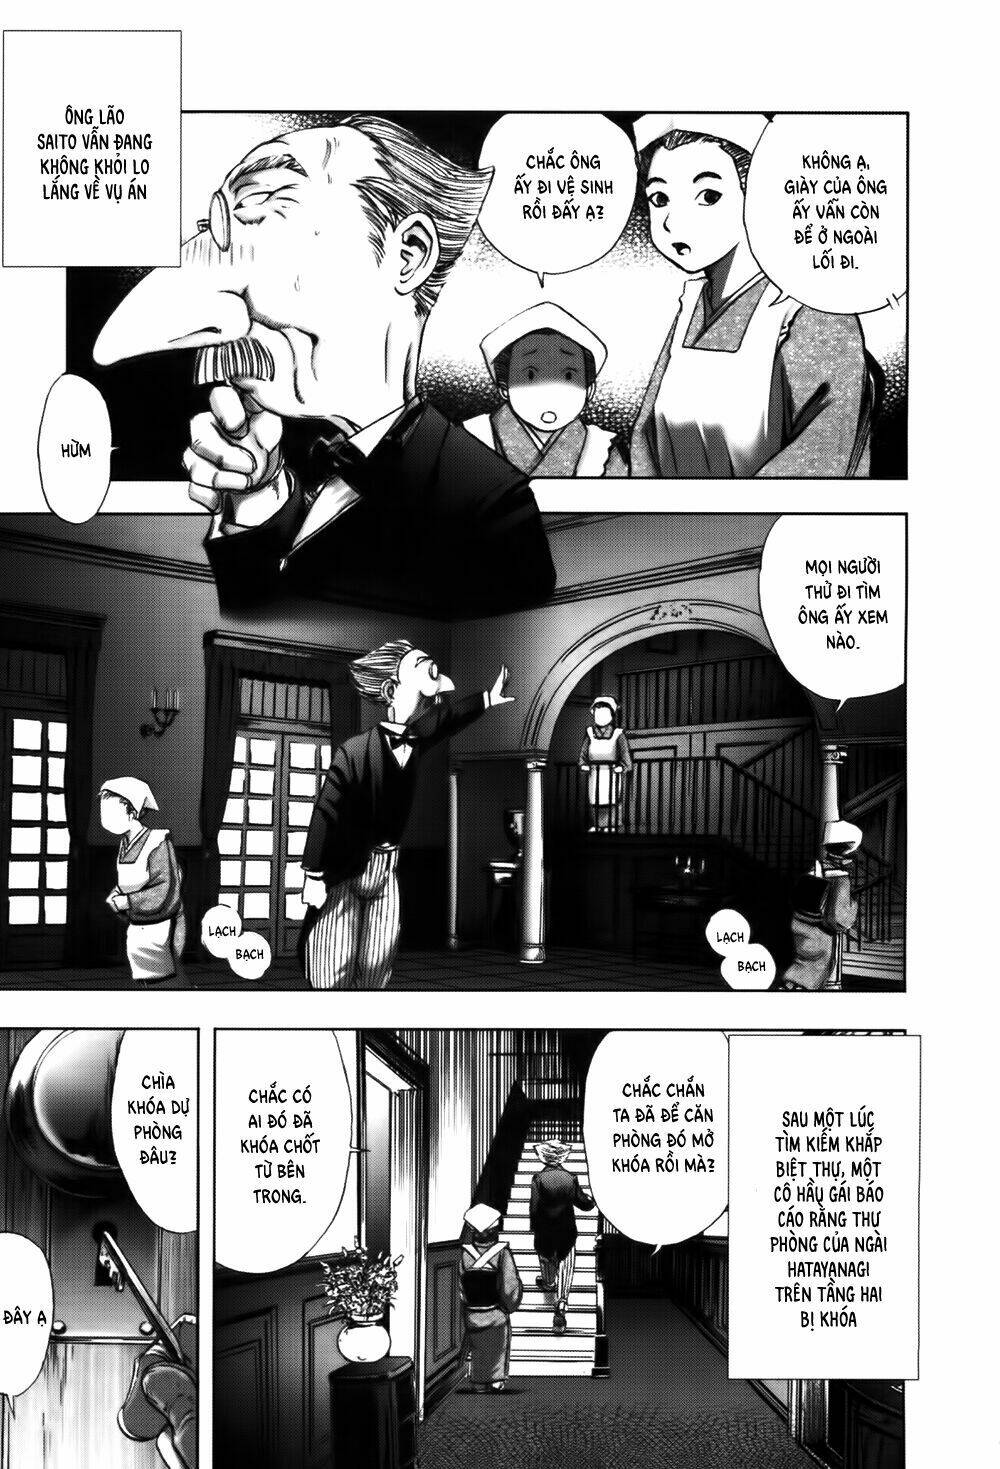 KHÔNG Ạ,
GIÀY CỦA ÔNG
ẤY VẪN CÒN
ĐỂ Ở NGOÀI
LỐI ĐI.
CHẮC ÔNG
ẤY ĐI VỆ SINH
RỒI ĐẤY Ạ?
ÔNG LÃO
SAITO VẪN ĐANG
KHÔNG KHỎI LO
LẮNG VỀ VỤ ÁN
HỪM
MỌI NGƯỜI
THỬ ĐI TÌM
ÔNG ẤY XEM
NÀO.
LẠCH
BẠCH
LẠCH
BẠCH
SAU MỘT LÚC
TÌM KIẾM KHẮP
BIỆT THỰ, MỘT
CÔ HẦU GÁI BÁO
CÁO RẰNG THƯ
PHÒNG CỦA NGÀI
HATAYANAGI
TRÊN TẦNG HAI
BỊ KHÓA
CHẮC CHẮN
TA ĐÃ ĐỂ CĂN
PHÒNG ĐÓ MỞ
KHÓA RỒI MÀ?
CHẮC CÓ
AI ĐÓ ĐÃ
KHÓA CHỐT
TỪ BÊN
TRONG.
CHÌA
KHÓA DỰ
PHÒNG
ĐÂU?
ĐÂY Ạ